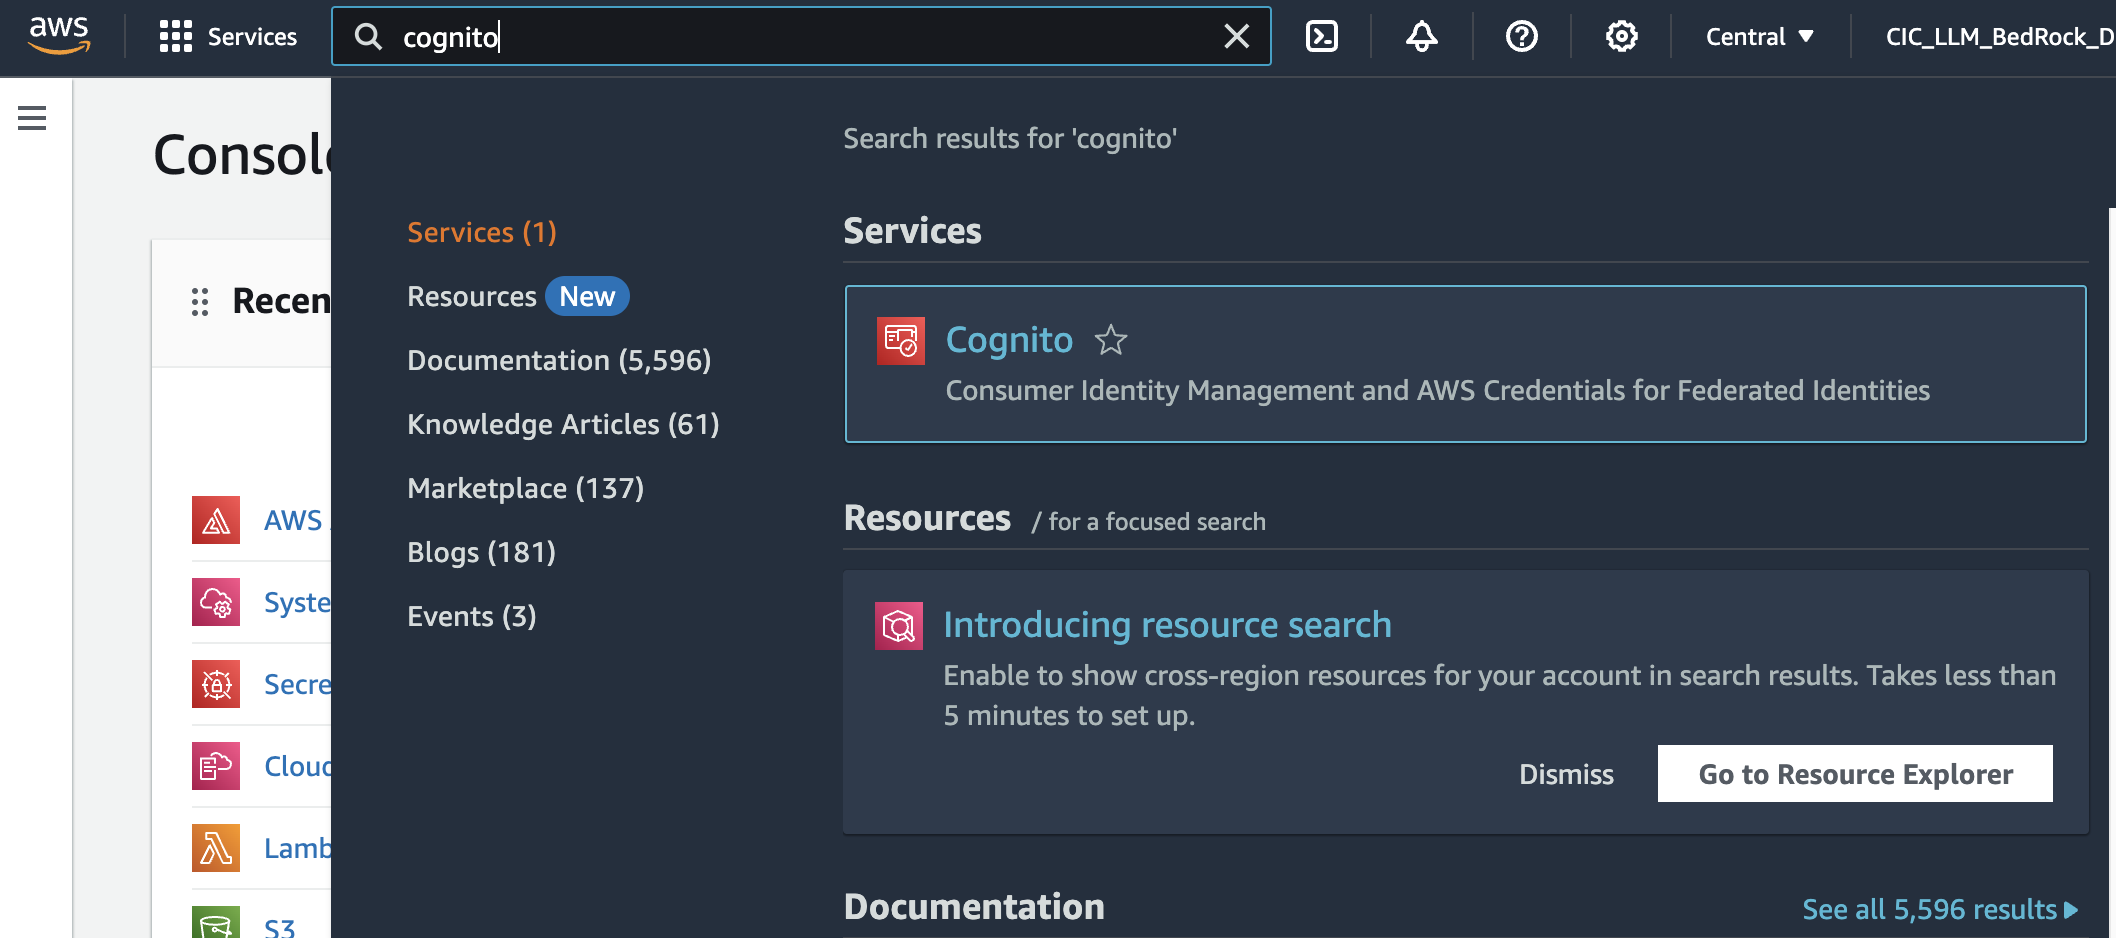 aws
Services
cognito
Central
CIC_LLM_BedRock_D
Console
Search results for 'cognito'
Services (1)
Resources New
Documentation (5,596)
Knowledge Articles (61)
Marketplace (137)
Blogs (181)
Events (3)
Services
Cognito
Consumer Identity Management and AWS Credentials for Federated Identities
Resources / for a focused search
Introducing resource search
Enable to show cross-region resources for your account in search results. Takes less than
5 minutes to set up.
Dismiss
Go to Resource Explorer
Documentation
See all 5,596 results
Recen
AWS
Syste
Secre
Cloud
Lamb
S3